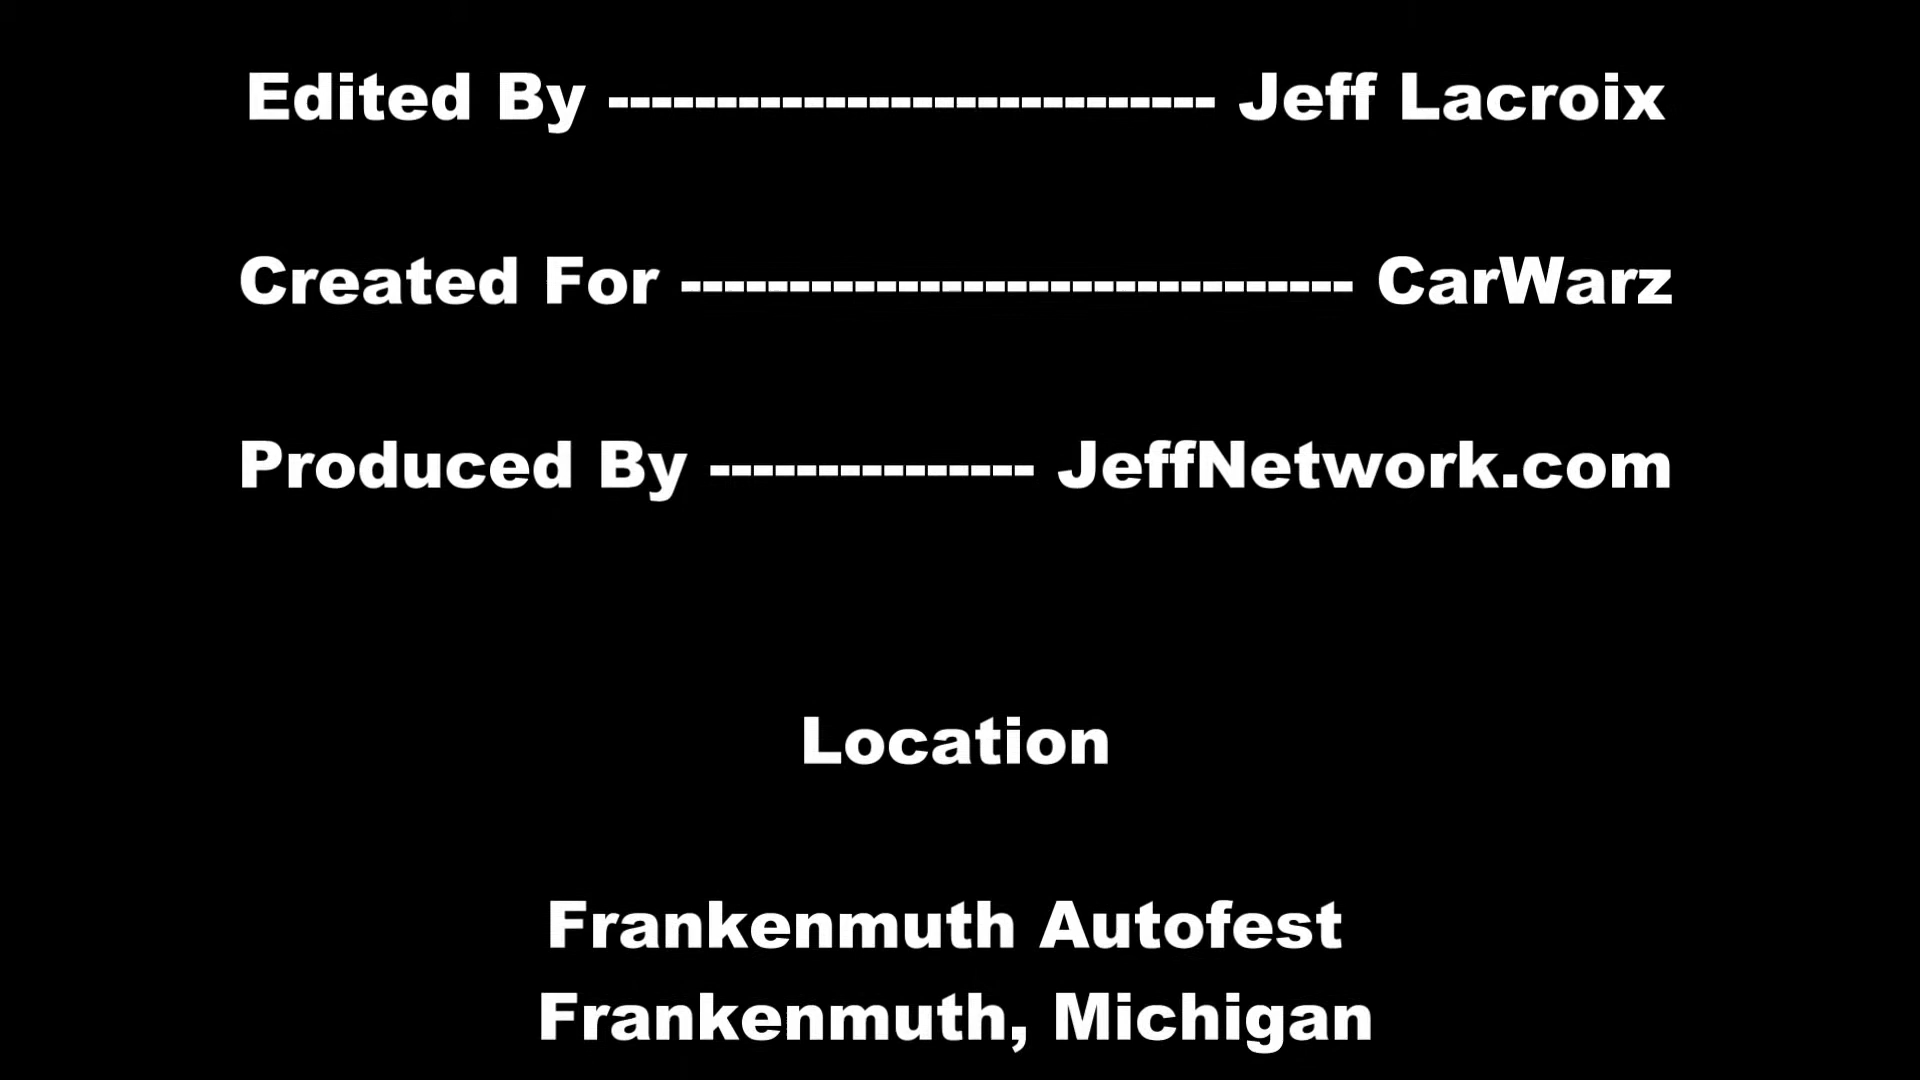 Edited By ---------------------------- Jeff Lacroix
Created For ------------------------------- CarWarz
Produced By --------------- JeffNetwork.com
Location
Frankenmuth Autofest
Frankenmuth, Michigan